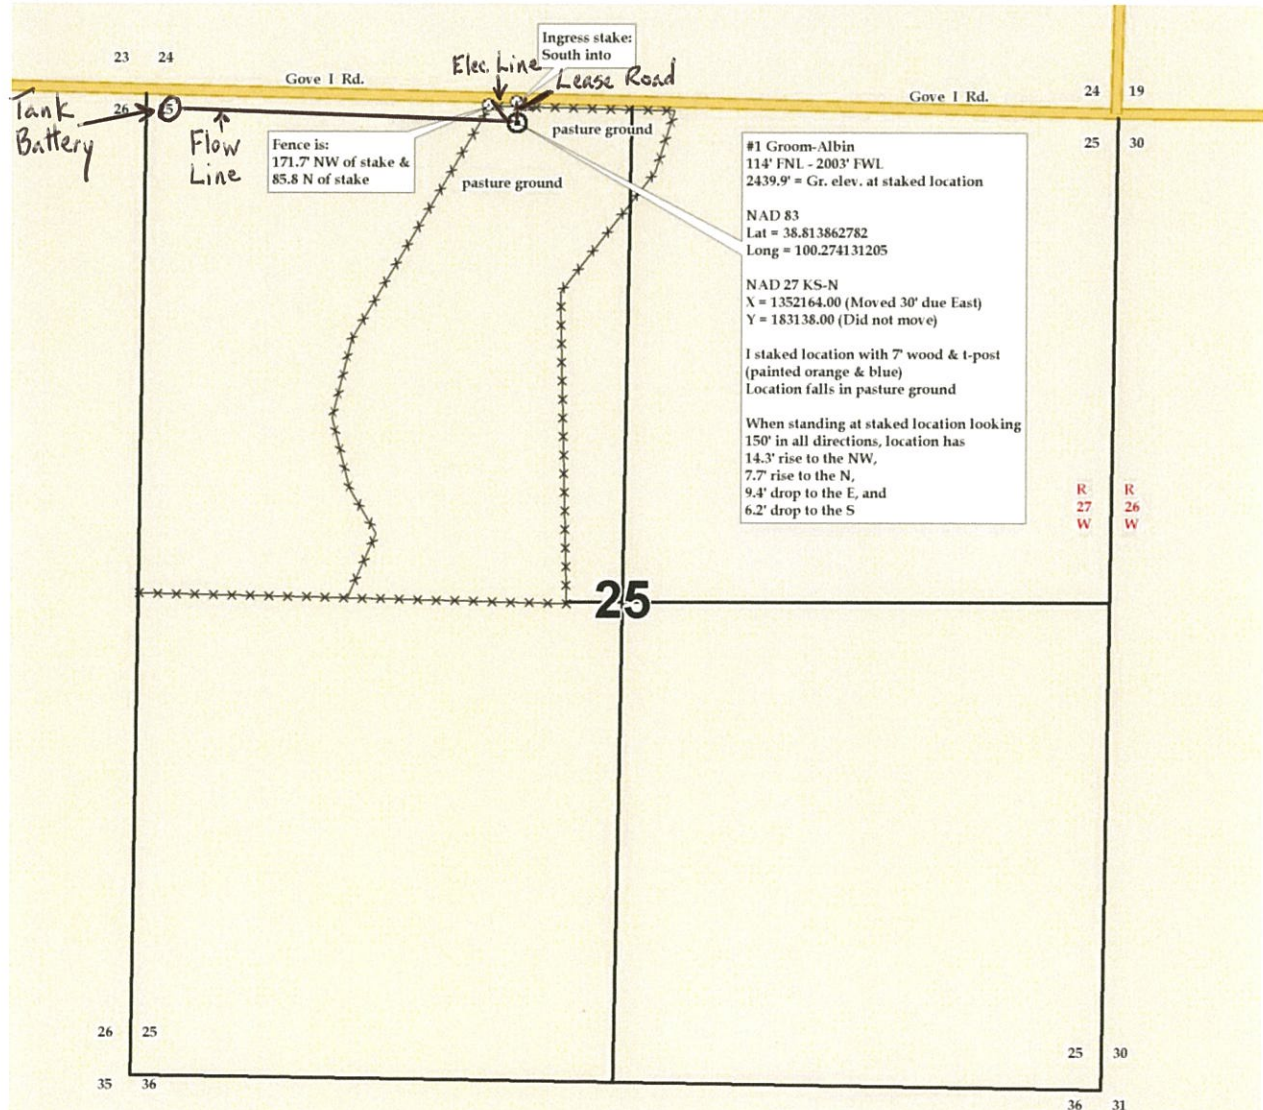 23 24
Gove I Rd.
Elec. Line
Ingress stake:
South into
Lease Road
Gove I Rd.
24 19
Tank
Battery
26
Flow
Line
Fence is:
171.7' NW of stake &
85.8 N of stake
pasture ground
pasture ground
25 30
#1 Groom-Albin
114' FNL - 2003' FWL
2439.9' = Gr. elev. at staked location
NAD 83
Lat = 38.813862782
Long = 100.274131205
NAD 27 KS-N
X = 1352164.00 (Moved 30' due East)
Y = 183138.00 (Did not move)
I staked location with 7' wood & t-post
(painted orange & blue)
Location falls in pasture ground
When standing at staked location looking
150' in all directions, location has
14.3' rise to the NW,
7.7' rise to the N,
9.4' drop to the E, and
6.2' drop to the S
R R
27 26
W W
25
26 25
35 36
25 30
36 31